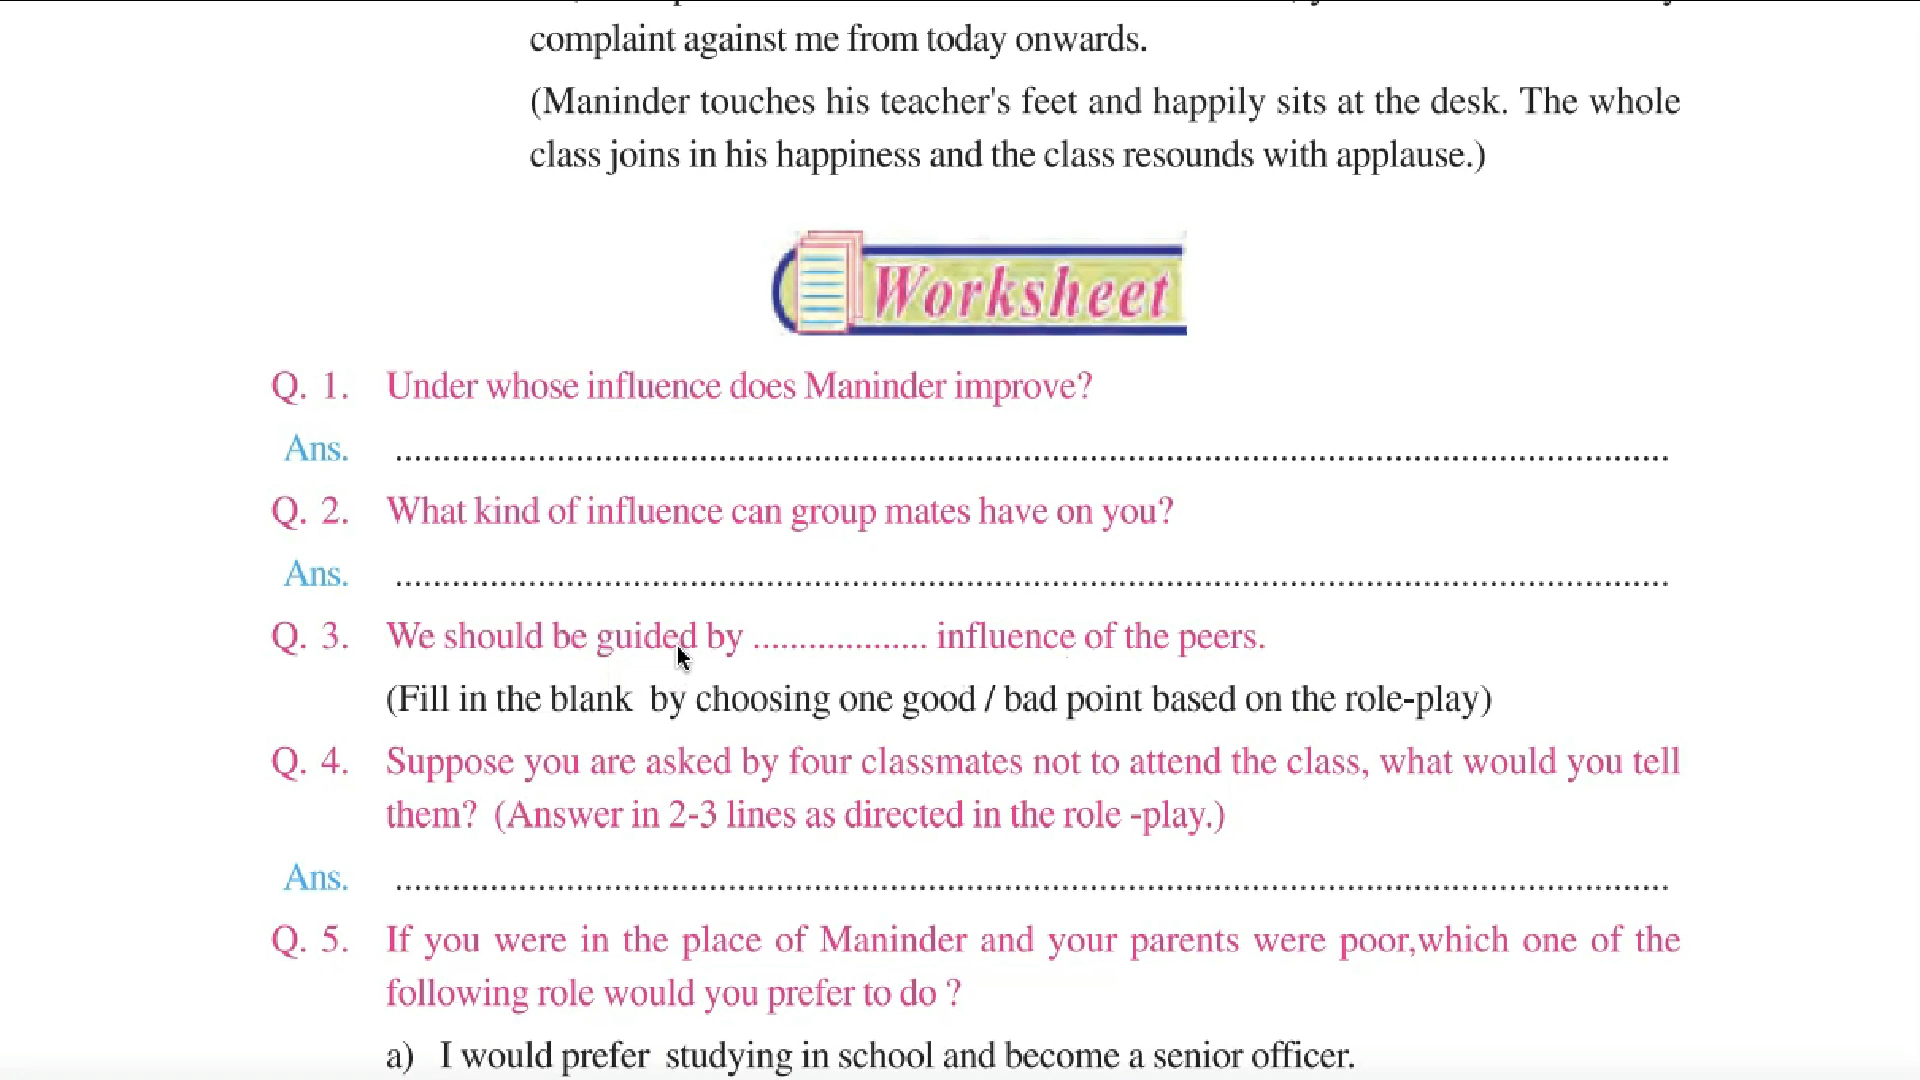 complaint against me from today onwards.
(Maninder touches his teacher's feet and happily sits at the desk. The whole
class joins in his happiness and the class resounds with applause.)
Worksheet
Q. 1. Under whose influence does Maninder improve?
Ans. ........................................................................................................................................
Q. 2. What kind of influence can group mates have on you?
Ans. ........................................................................................................................................
Q. 3. We should be guided by ................... influence of the peers.
(Fill in the blank by choosing one good / bad point based on the role-play)
Q. 4. Suppose you are asked by four classmates not to attend the class, what would you tell
them? (Answer in 2-3 lines as directed in the role -play.)
Ans. ........................................................................................................................................
Q. 5. If you were in the place of Maninder and your parents were poor,which one of the
following role would you prefer to do ?
a) I would prefer studying in school and become a senior officer.